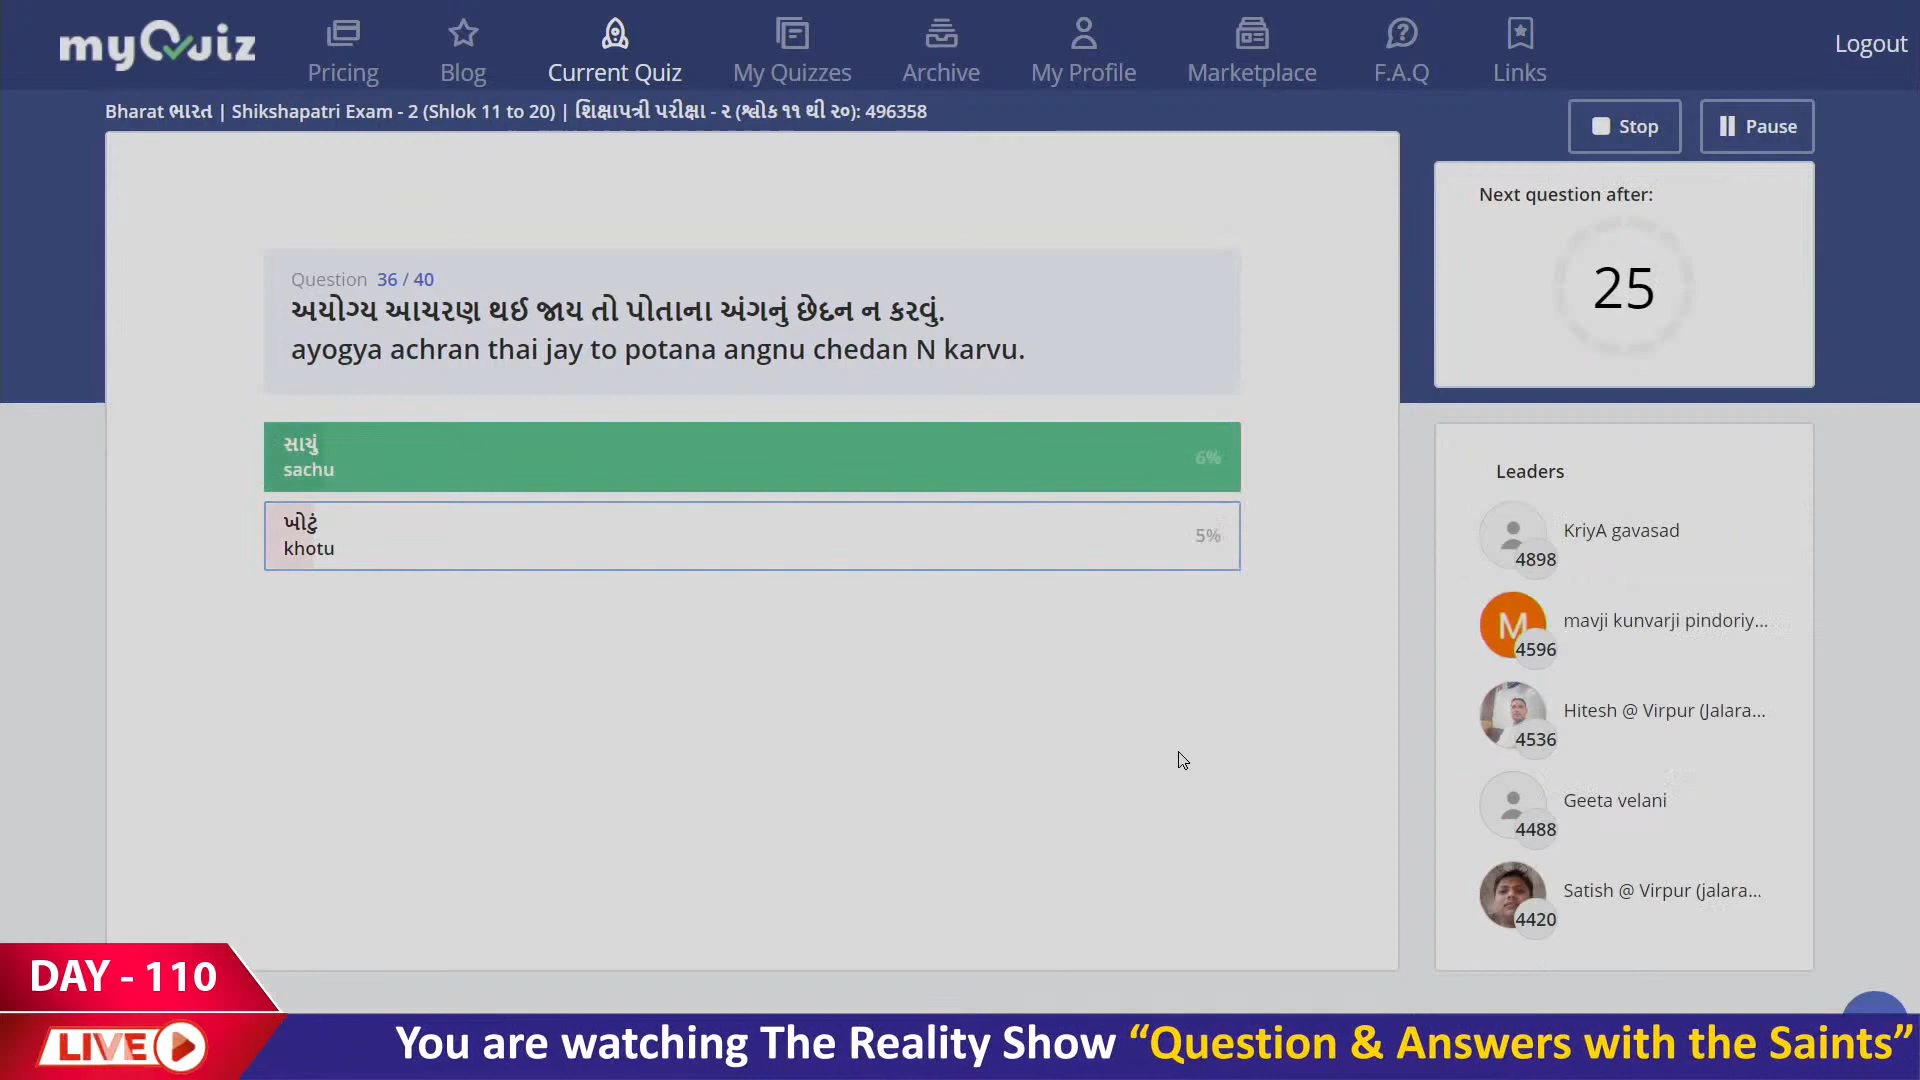 myQuiz
Pricing
Blog
Current Quiz
My Quizzes
Archive
My Profile
Marketplace
F.A.Q
Links
Logout
Bharat ભારત | Shikshapatri Exam - 2 (Shlok 11 to 20) | શિક્ષાપત્રી પરીક્ષા - ૨ (શ્લોક ૧૧ થી ૨૦): 496358
Stop
Pause
Next question after:
25
Question 36 / 40
અયોગ્ય આચરણ થઈ જાય તો પોતાના અંગનું છેદન ન કરવું.
ayogya achran thai jay to potana angnu chedan N karvu.
સાચું
sachu
6%
ખોટું
khotu
5%
Leaders
KriyA gavasad
4898
M
mavji kunvarji pindoriy...
4596
Hitesh @ Virpur (Jalara...
4536
Geeta velani
4488
Satish @ Virpur (jalara...
4420
DAY - 110
LIVE
You are watching The Reality Show “Question & Answers with the Saints”